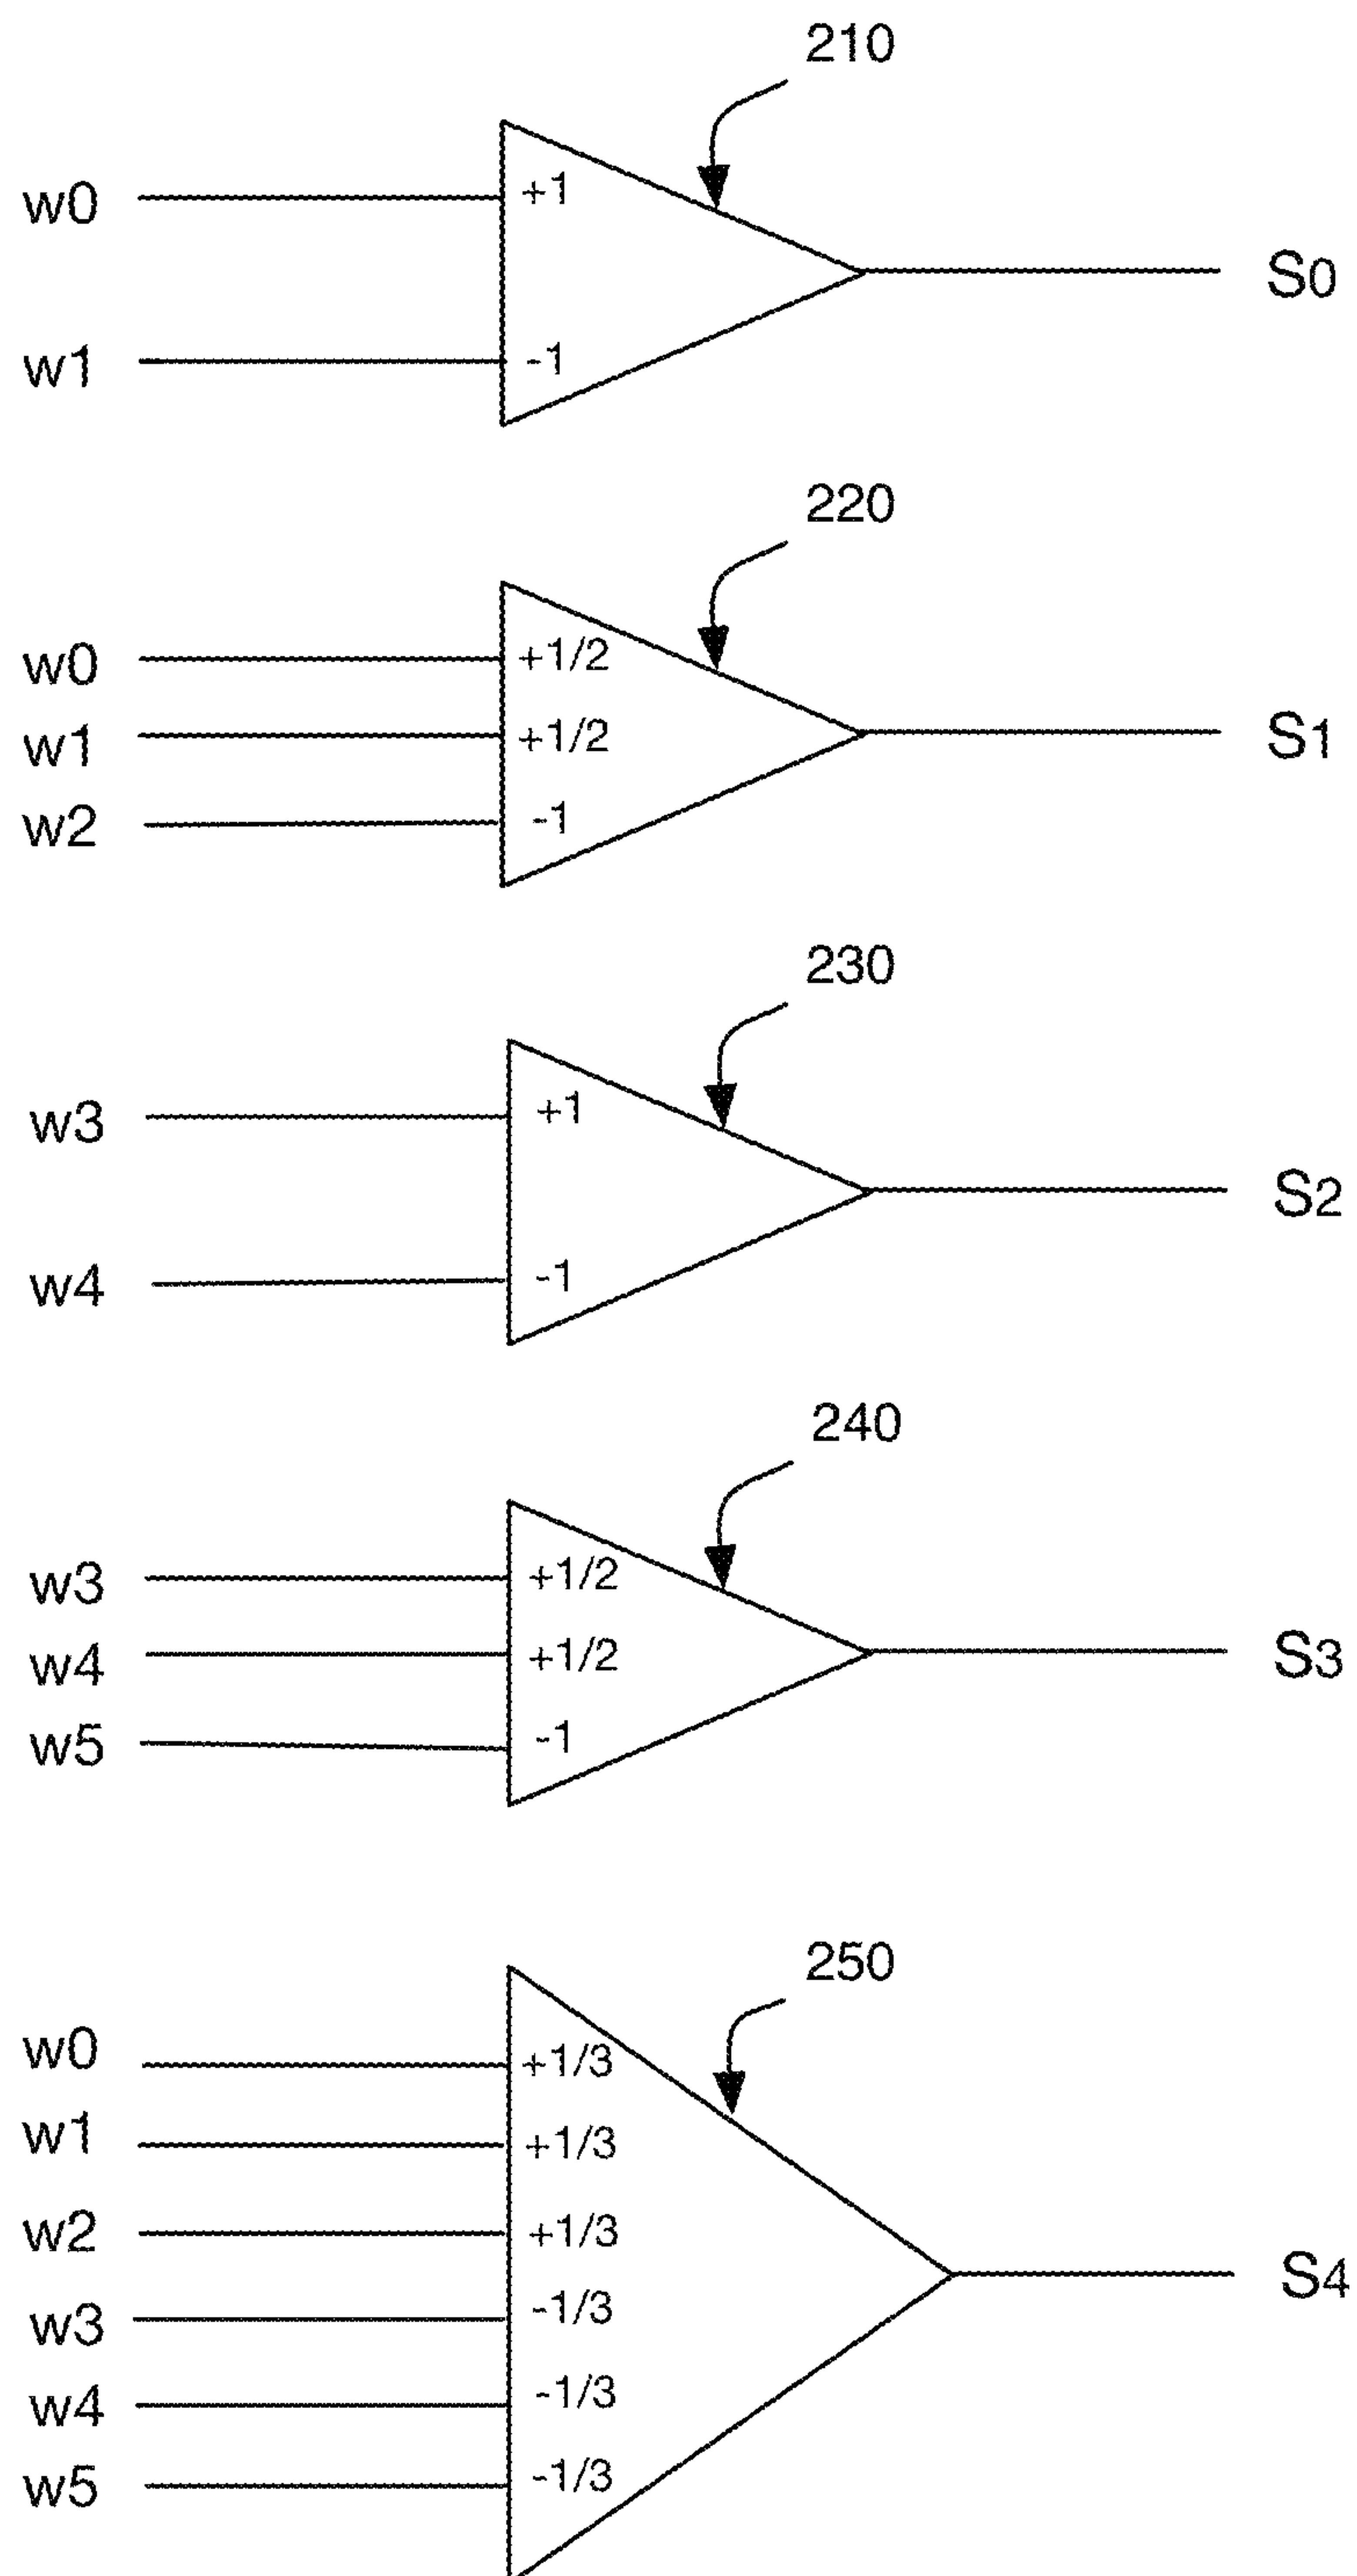 210
w0 +1
S0
w1 -1
220
w0 +1/2
w1 +1/2 S1
w2 -1
230
w3 +1
S2
w4 -1
240
w3 +1/2
w4 +1/2 S3
w5 -1
250
w0 +1/3
w1 +1/3
w2 +1/3
S4
w3 -1/3
w4 -1/3
w5 -1/3